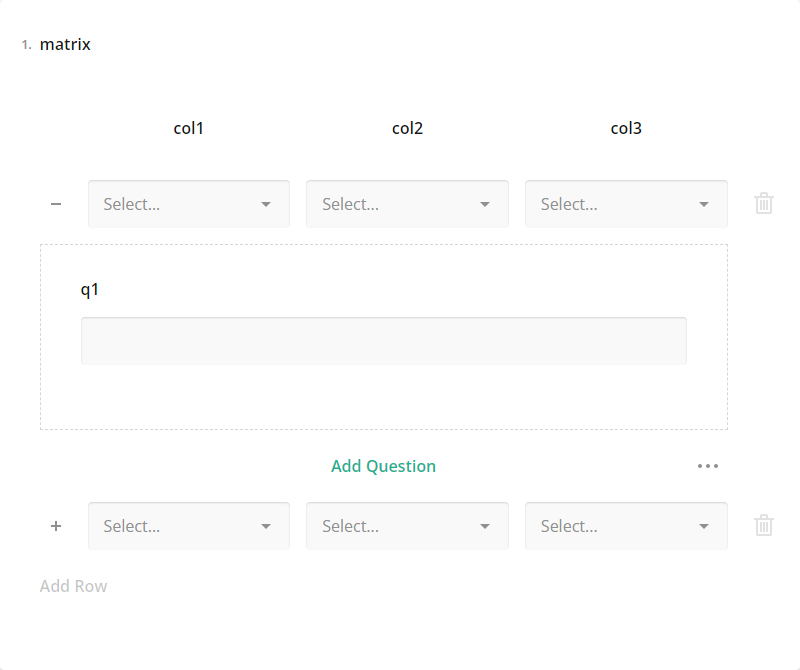 1. matrix
col1 col2 col3
Select... Select... Select...
q1
Add Question
Select... Select... Select...
Add Row